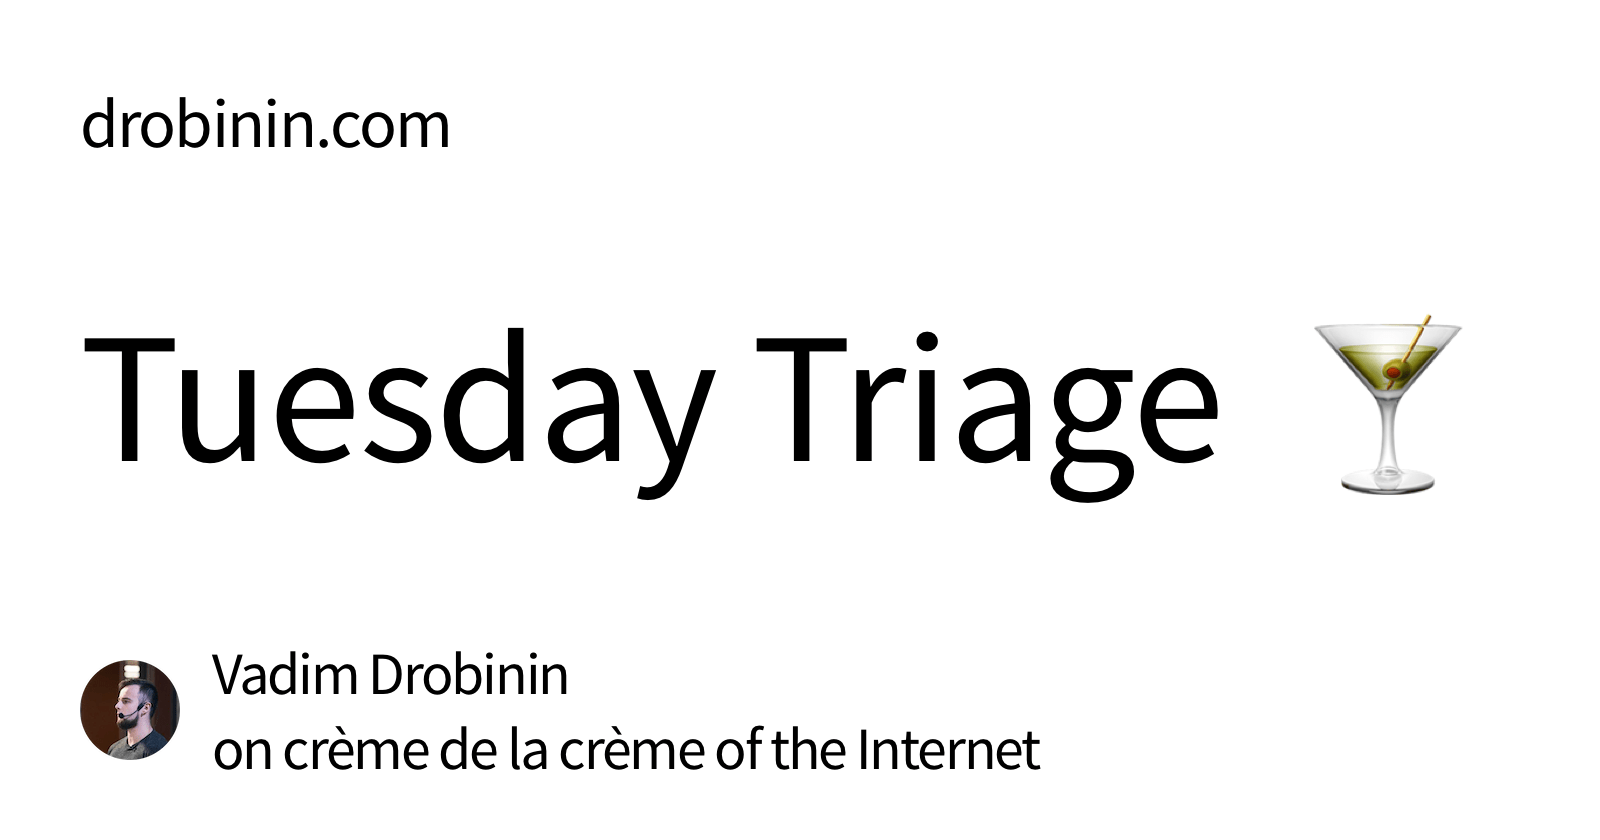 drobinin.com
Tuesday Triage
Vadim Drobinin
on crème de la crème of the Internet